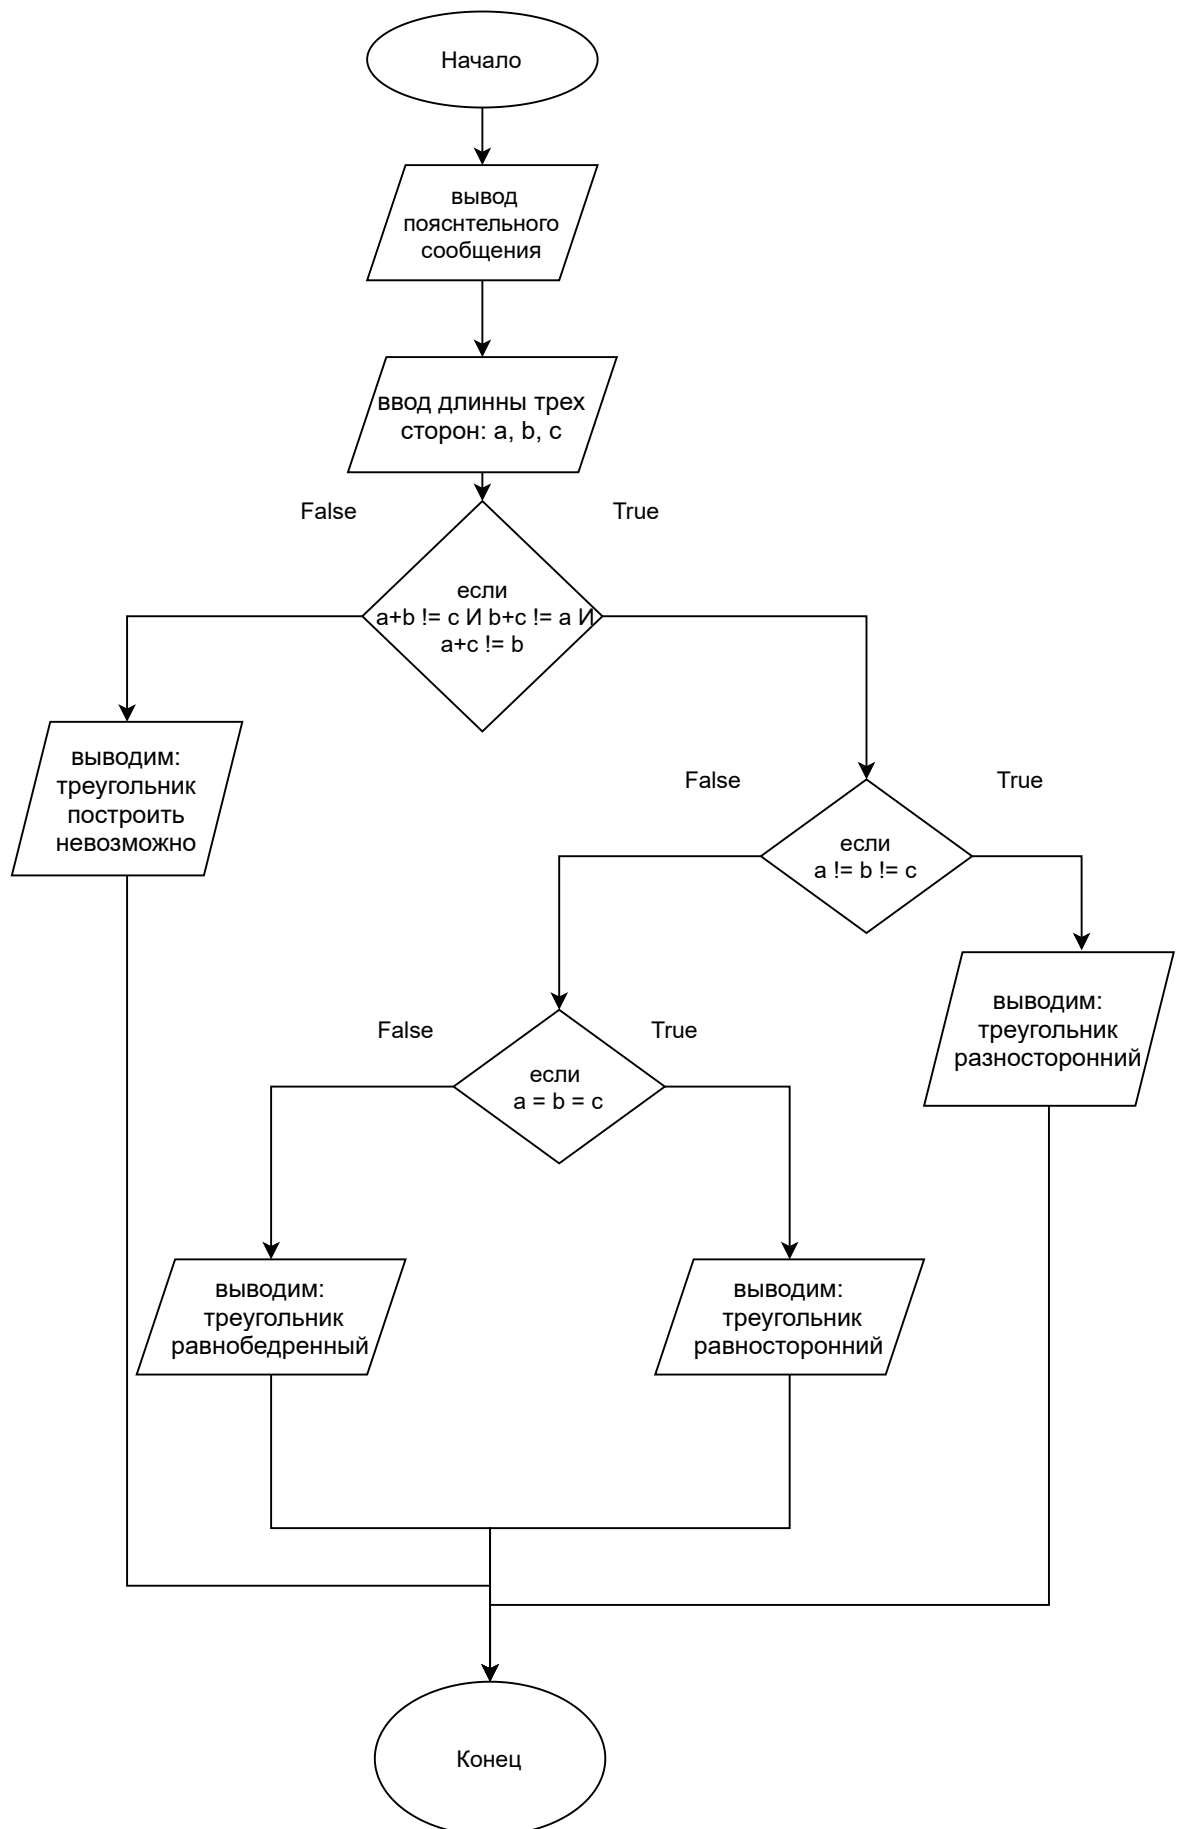 Начало
вывод
пояснтельного
сообщения
ввод длинны трех
сторон: a, b, c
False
True
если
a+b != c И b+c != a И
a+c != b
выводим:
треугольник
построить
невозможно
False
True
если
a != b != c
выводим:
треугольник
разносторонний
False
True
если
a = b = c
выводим:
треугольник
равнобедренный
выводим:
треугольник
равносторонний
Конец